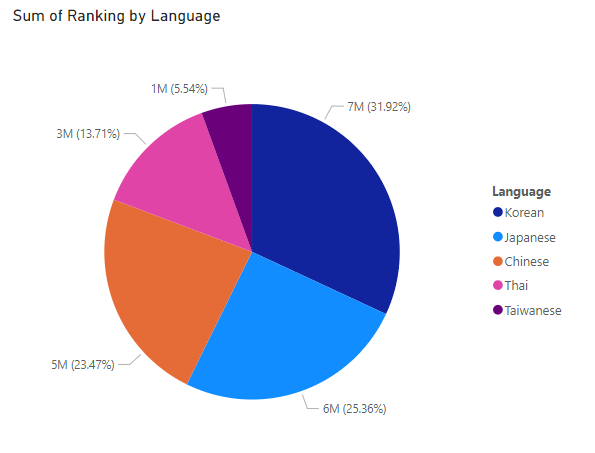 Sum of Ranking by Language
1M (5.54%)
7M (31.92%)
3M (13.71%)
Language
Korean
Japanese
Chinese
Thai
Taiwanese
5M (23.47%)
6M (25.36%)